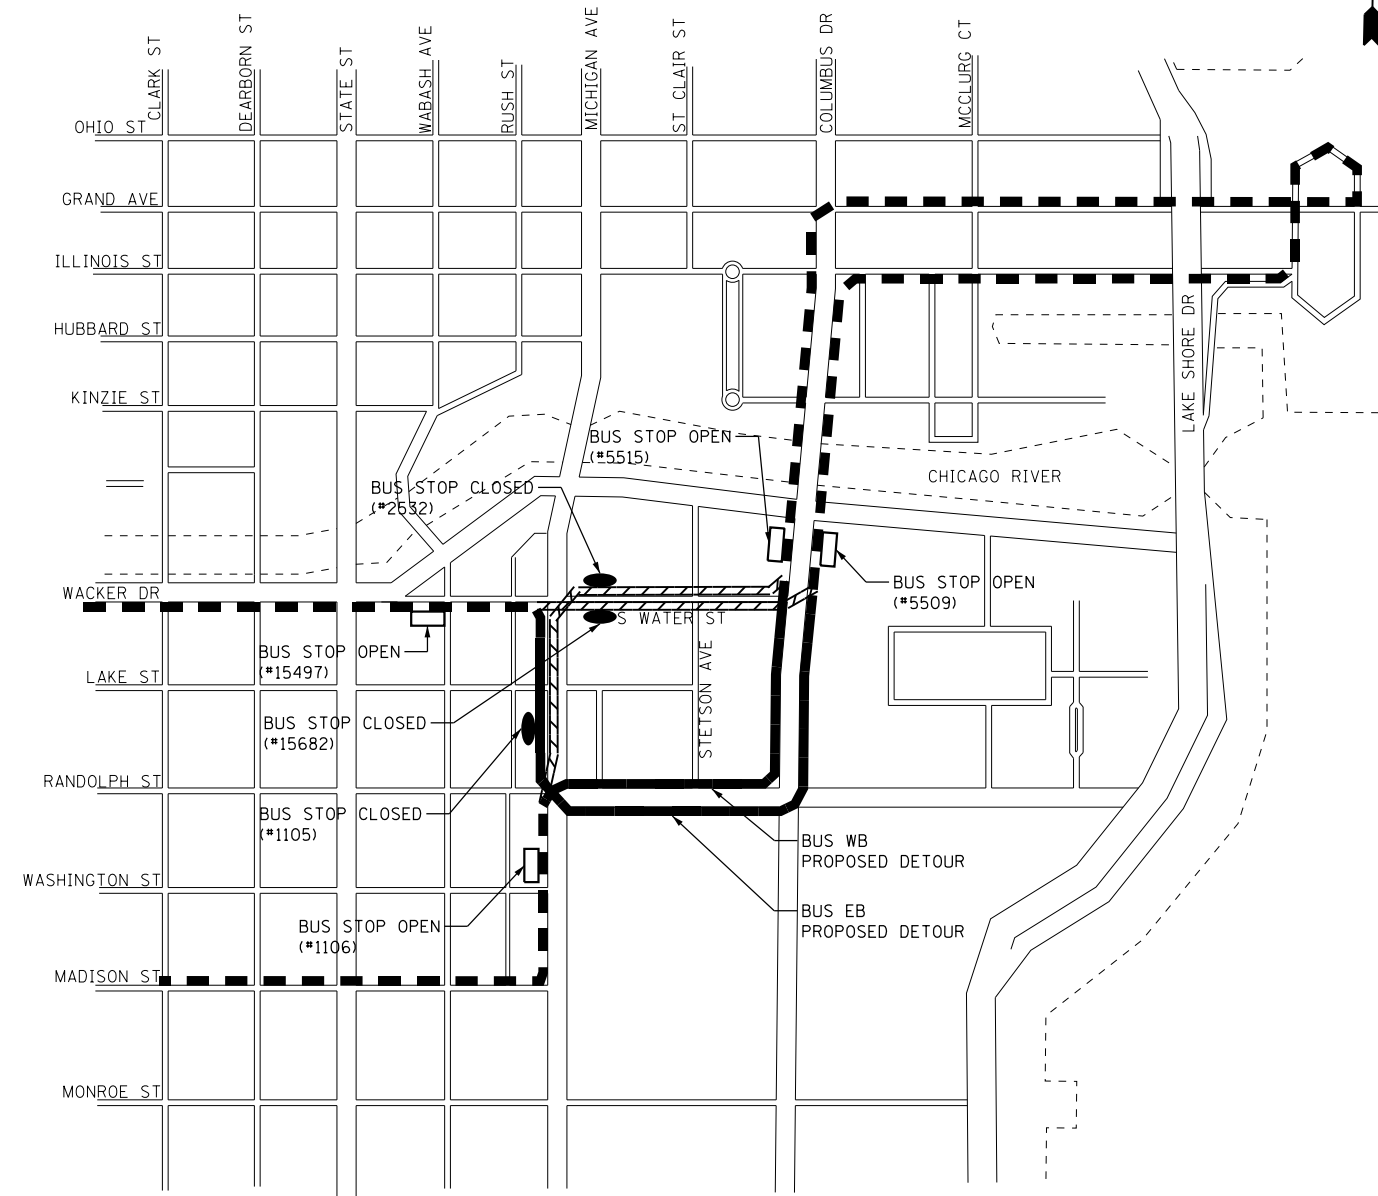 CLARK ST
DEARBORN ST
STATE ST
WABASH AVE
RUSH ST
MICHIGAN AVE
ST CLAIR ST
COLUMBUS DR
MCCLURG CT
OHIO ST
GRAND AVE
ILLINOIS ST
HUBBARD ST
LAKE SHORE DR
KINZIE ST
BUS STOP OPEN
(#5515)
CHICAGO RIVER
BUS STOP CLOSED
(#2532)
BUS STOP OPEN
(#5509)
WACKER DR
S WATER ST
BUS STOP OPEN
(#15497)
LAKE ST
STETSON AVE
BUS STOP CLOSED
(#15682)
RANDOLPH ST
BUS STOP CLOSED
(#1105)
BUS WB
PROPOSED DETOUR
WASHINGTON ST
BUS EB
PROPOSED DETOUR
BUS STOP OPEN
(#1106)
MADISON ST
MONROE ST